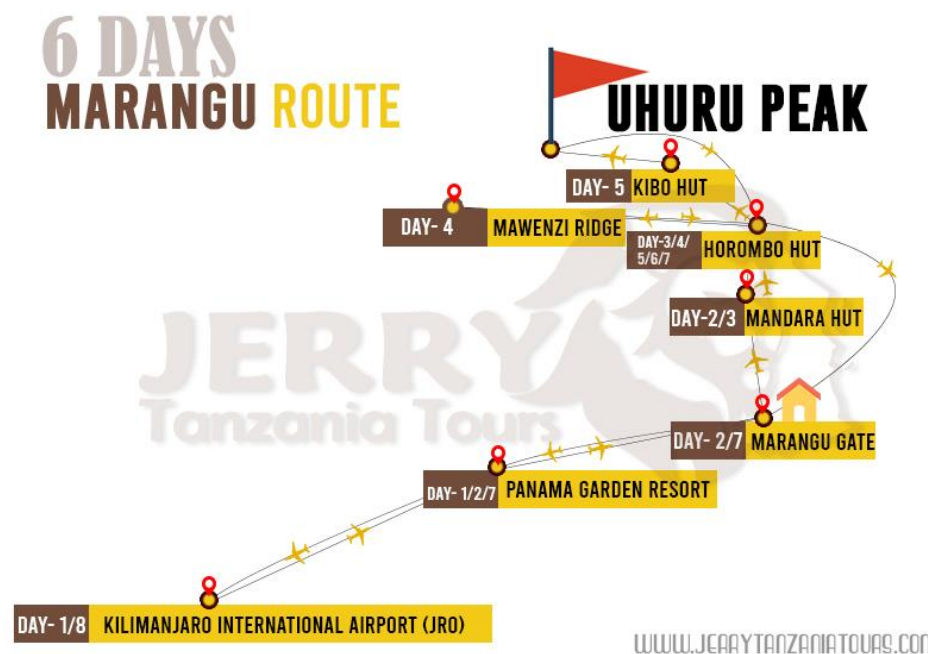 6 DAYS
MARANGU ROUTE
UHURU PEAK
DAY- 5 KIBO HUT
DAY- 4 MAWENZI RIDGE
DAY-3/4/
5/6/7
HOROMBO HUT
DAY-2/3 MANDARA HUT
JERRY
Tanzania Tours
DAY- 2/7 MARANGU GATE
DAY- 1/2/7 PANAMA GARDEN RESORT
DAY- 1/8 KILIMANJARO INTERNATIONAL AIRPORT (JRO)
WWW.JERRYTANZANIATOURS.COM